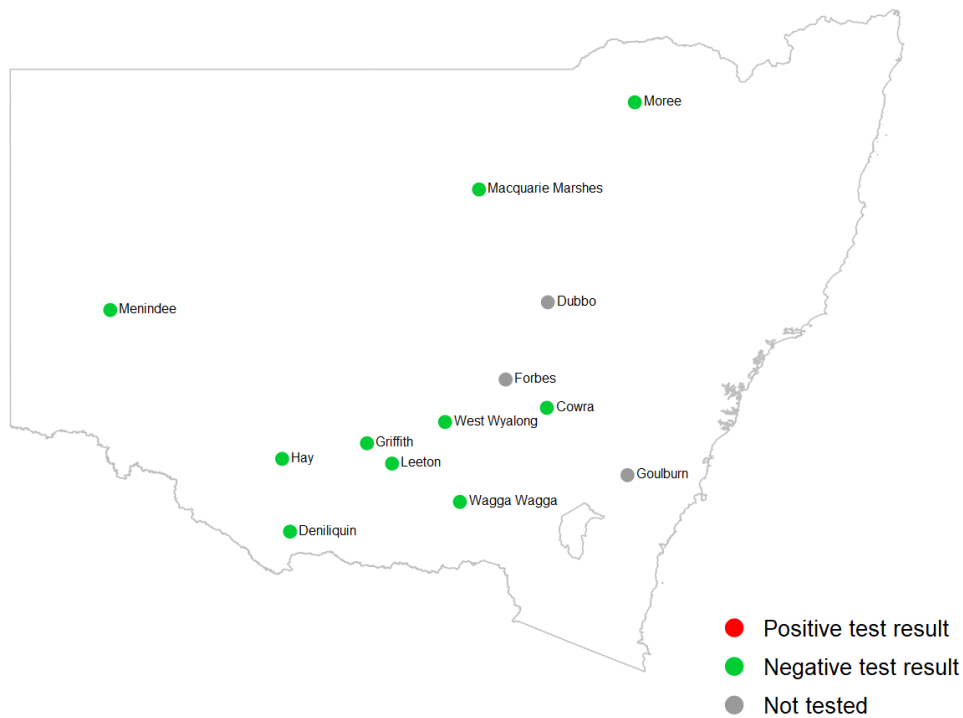 Moree
Macquarie Marshes
Dubbo
Menindee
Forbes
Cowra
West Wyalong
Griffith
Hay
Leeton
Goulburn
Wagga Wagga
Deniliquin
Positive test result
Negative test result
Not tested